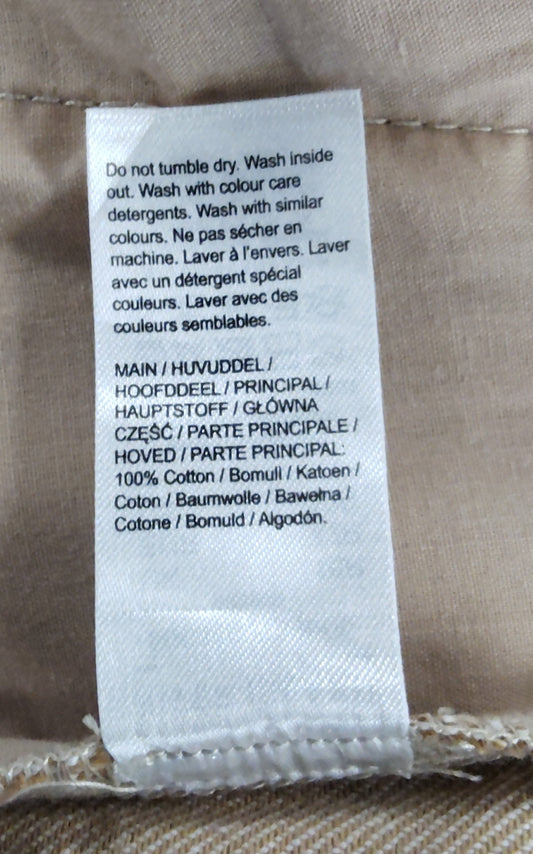 Do not tumble dry. Wash inside
out. Wash with colour care
detergents. Wash with similar
colours. Ne pas sécher en
machine. Laver à l'envers. Laver
avec un détergent spécial
couleurs. Laver avec des
couleurs semblables.
MAIN / HUVUDDEL /
HOOFDDEEL / PRINCIPAL /
HAUPTSTOFF / GŁÓWNA
CZĘŚĆ / PARTE PRINCIPALE /
HOVED / PARTE PRINCIPAL:
100% Cotton / Bomull / Katoen /
Coton / Baumwolle / Bawełna /
Cotone / Bomuld / Algodón.